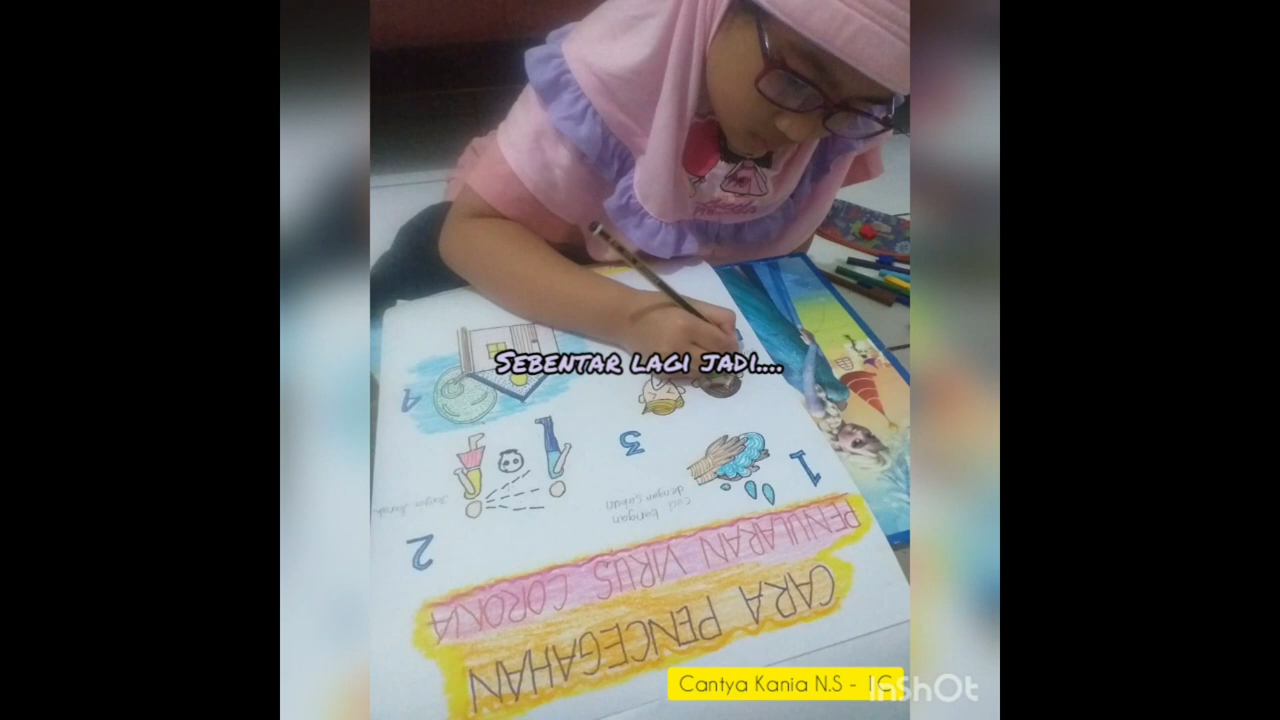 SEBENTAR LAGI JADI....
CARA PENCEGAHAN
PENULARAN VIRUS CORONA
1
cuci tangan
dengan sabun
2
Jaga Jarak
3
4
Cantya Kania N.S - 1C
InShOt